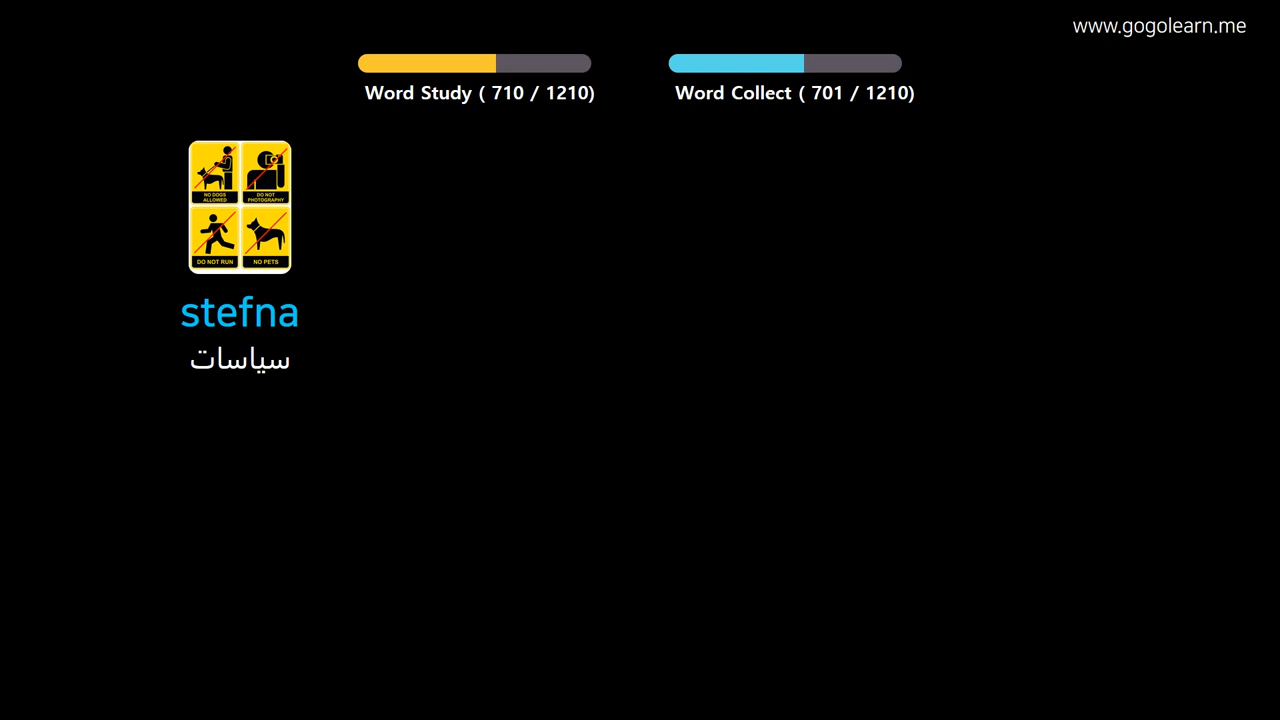 www.gogolearn.me
Word Study ( 710 / 1210)
Word Collect ( 701 / 1210)
NO DOGS
ALLOWED
DO NOT
PHOTOGRAPHY
DO NOT RUN
NO PETS
stefna
سياسات